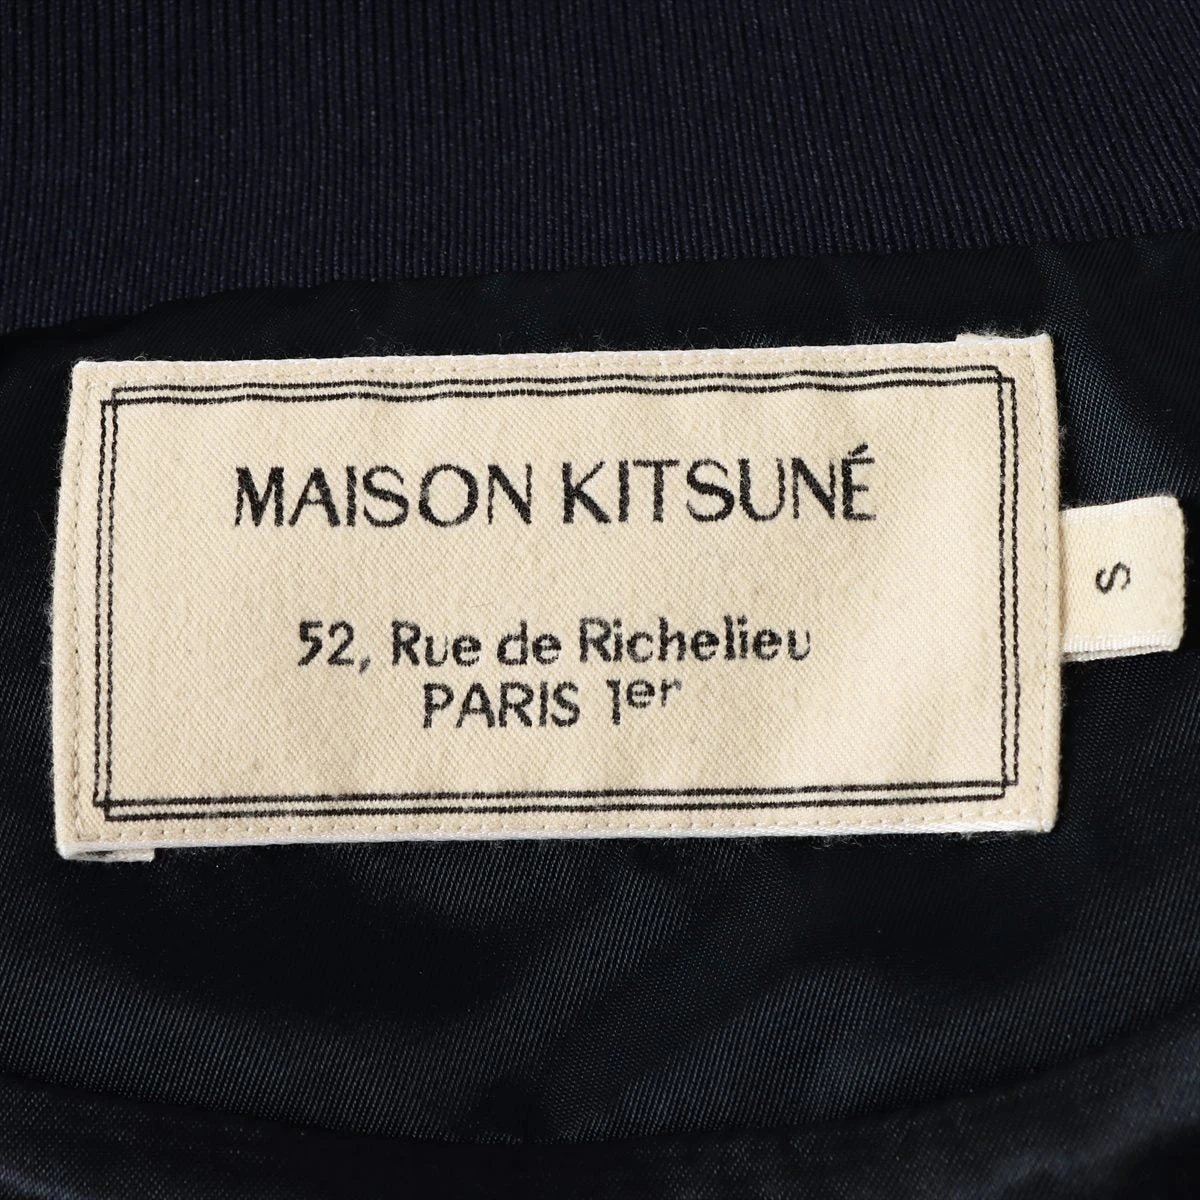 MAISON KITSUNÉ
52, Rue de Richelieu
PARIS 1er
S